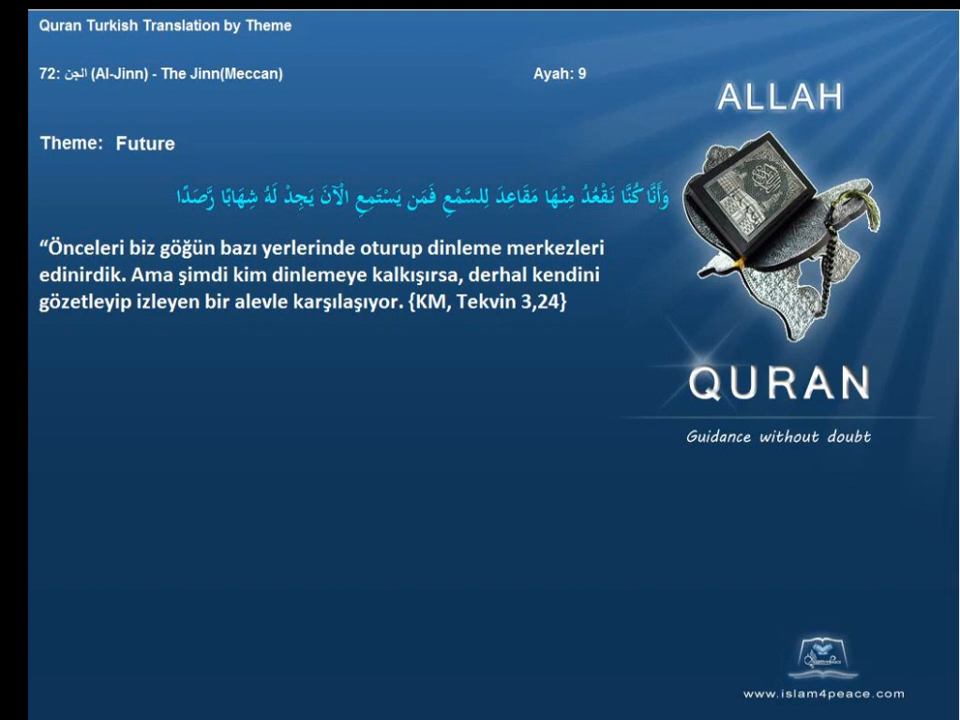 Quran Turkish Translation by Theme
72: الجن (Al-Jinn) - The Jinn(Meccan)
Ayah: 9
ALLAH
Theme: Future
وَأَنَّا كُنَّا نَقْعُدُ مِنْهَا مَقَاعِدَ لِلسَّمْعِ فَمَن يَسْتَمِعِ الْآنَ يَجِدْ لَهُ شِهَابًا رَّصَدًا
“Önceleri biz göğün bazı yerlerinde oturup dinleme merkezleri
edinirdik. Ama şimdi kim dinlemeye kalkışırsa, derhal kendini
gözetleyip izleyen bir alevle karşılaşıyor. {KM, Tekvin 3,24}
QURAN
Guidance without doubt
www.islam4peace.com